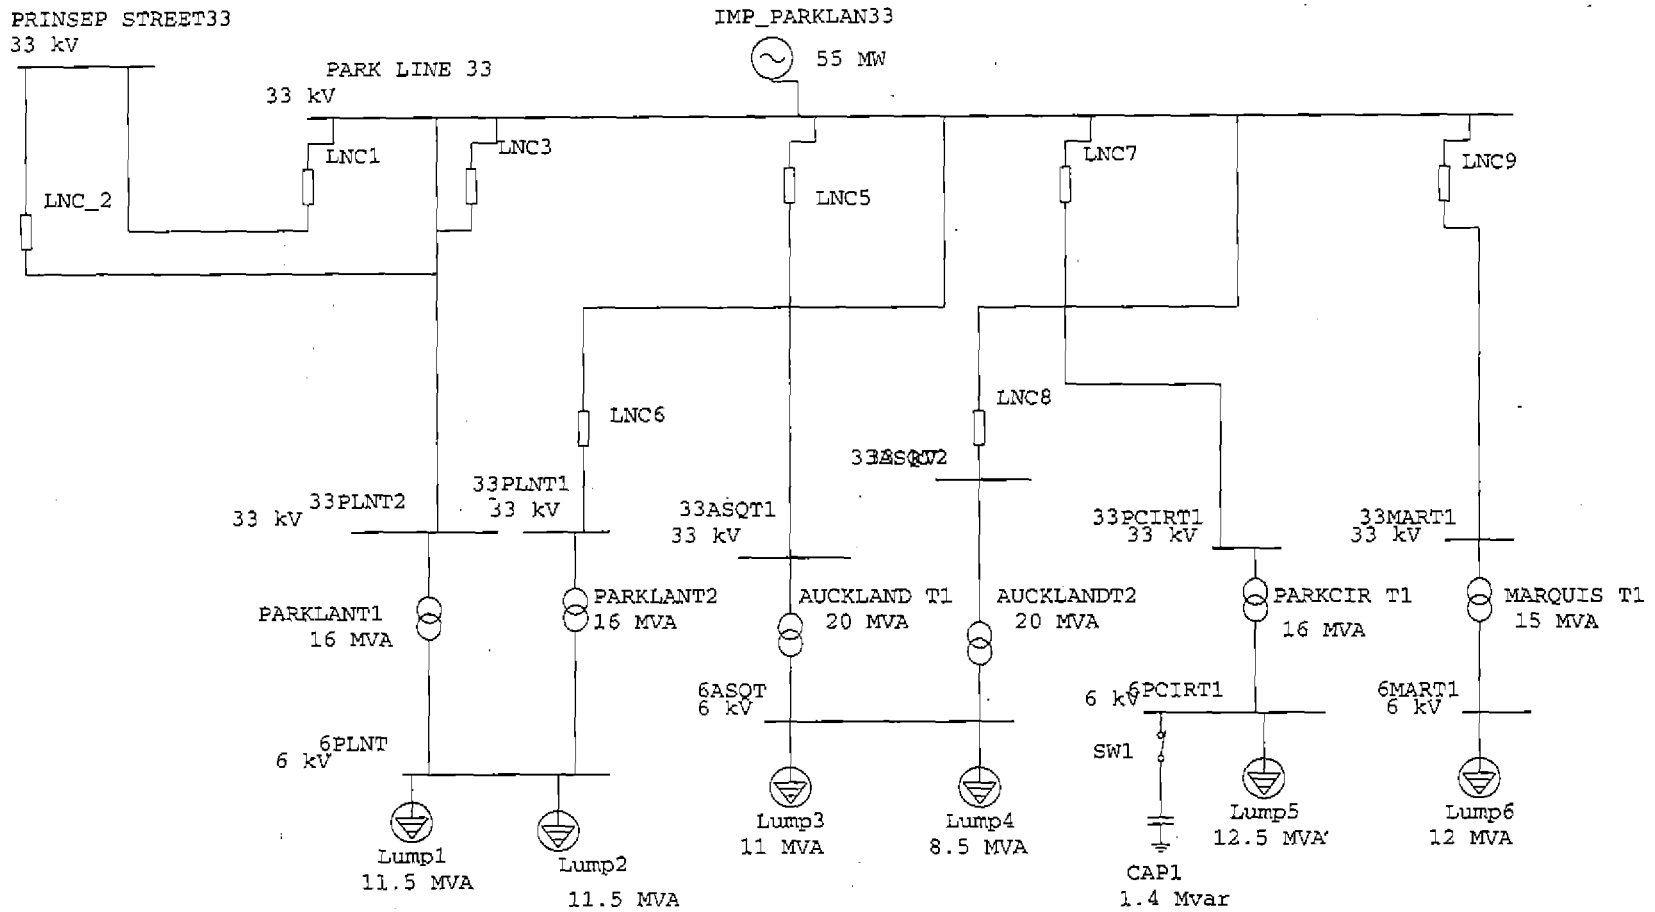 PRINSEP STREET33
33 kV
IMP_PARKLAN33
55 MW
PARK LINE 33
33 kV
LNC1
LNC3
LNC_2
LNC5
LNC7
LNC9
LNC6
LNC8
33PLNT2
33 kV
33PLNT1
33 kV
33ASQT1
33 kV
33PCIRT1
33 kV
33MART1
33 kV
PARKLANT1
16 MVA
PARKLANT2
16 MVA
AUCKLAND T1
20 MVA
AUCKLANDT2
20 MVA
PARKCIR T1
16 MVA
MARQUIS T1
15 MVA
6PLNT
6 kV
6ASQT
6 kV
6PCIRT1
6 kV
6MART1
6 kV
SW1
Lump1
11.5 MVA
Lump2
11.5 MVA
Lump3
11 MVA
Lump4
8.5 MVA
CAP1
1.4 Mvar
Lump5
12.5 MVA
Lump6
12 MVA